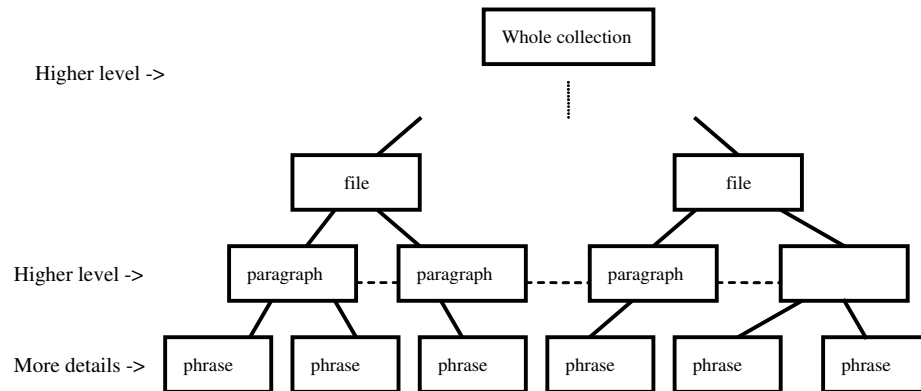 Whole collection
Higher level ->
file
file
Higher level ->
paragraph
paragraph
paragraph
More details ->
phrase
phrase
phrase
phrase
phrase
phrase